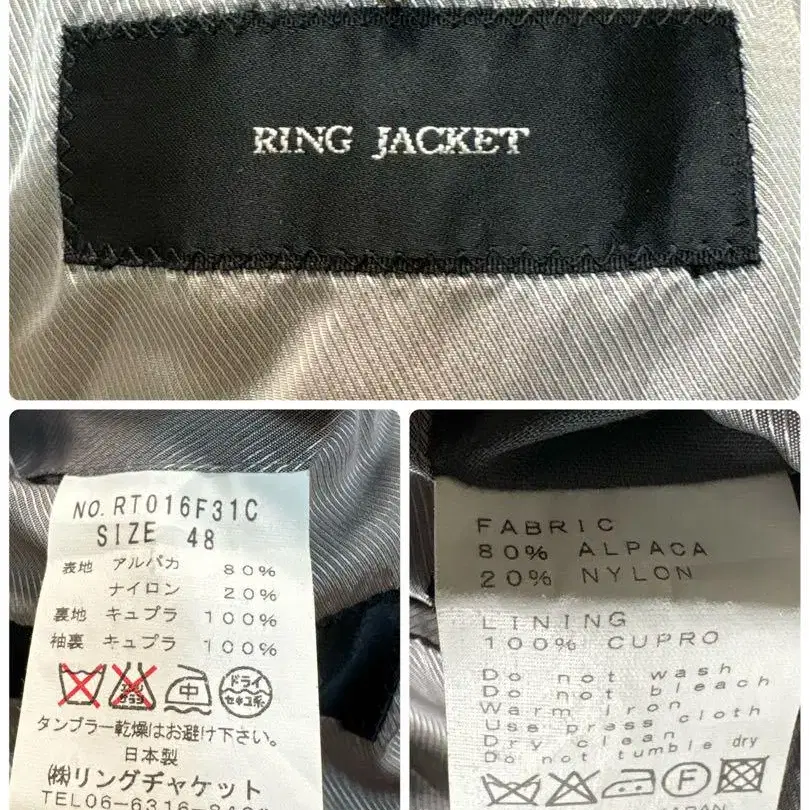 RING JACKET
NO. RT016F31C
SIZE 48
表地 アルパカ 80%
ナイロン 20%
裏地 キュプラ 100%
袖裏 キュプラ 100%
中
ドライ
セキユ系
タンブラー乾燥はお避け下さい。
日本製
㈱リングヂャケット
TEL06-6316-
FABRIC
80% ALPACA
20% NYLON
LINING
100% CUPRO
Do not wash
Do not bleach
Warm iron
Use press cloth
Dry clean
Do not tumble dry
F